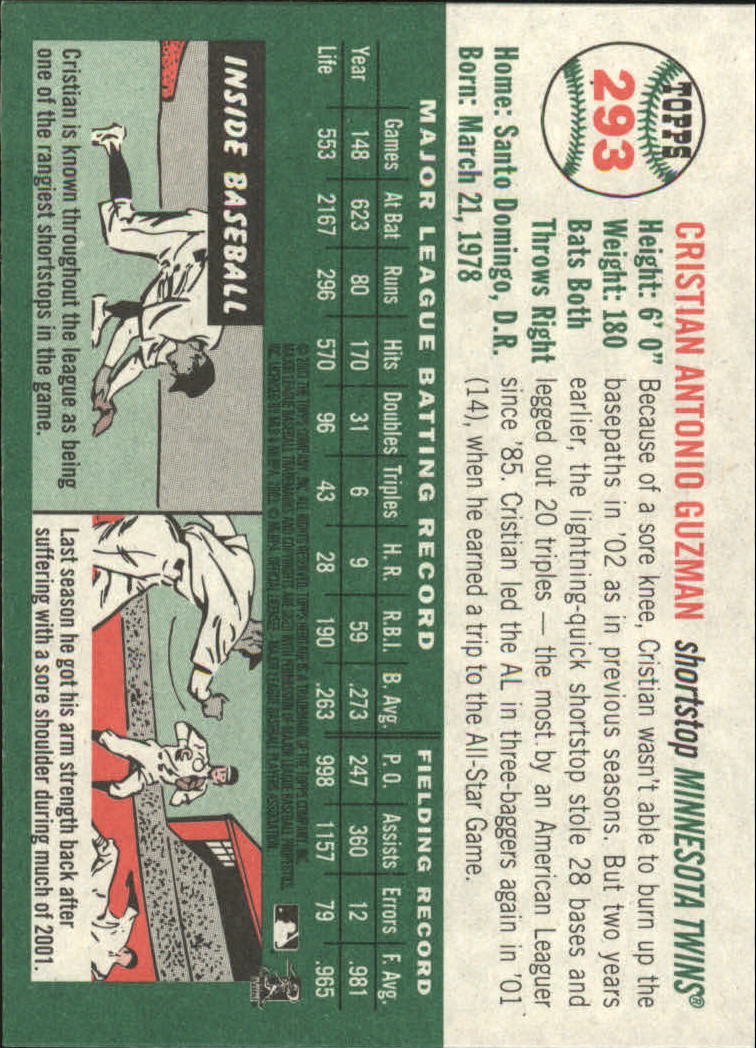 TOPPS
293
CRISTIAN ANTONIO GUZMAN shortstop MINNESOTA TWINS®
Height: 6' 0"
Weight: 180
Bats Both
Throws Right
Home: Santo Domingo, D.R.
Born: March 21, 1978
Because of a sore knee, Cristian wasn't able to burn up the
basepaths in '02 as in previous seasons. But two years
earlier, the lightning-quick shortstop stole 28 bases and
legged out 20 triples — the most by an American Leaguer
since '85. Cristian led the AL in three-baggers again in '01
(14), when he earned a trip to the All-Star Game.
MAJOR LEAGUE BATTING RECORD FIELDING RECORD
Games At Bat Runs Hits Doubles Triples H. R. R.B.I. B. Avg. P. O. Assists Errors F. Avg.
Year 148 623 80 170 31 6 9 59 .273 247 360 12 .981
Life 553 2167 296 570 96 43 28 190 .263 998 1157 79 .965
INSIDE BASEBALL
Cristian is known throughout the league as being
one of the rangiest shortstops in the game.
Last season he got his arm strength back after
suffering with a sore shoulder during much of 2001.